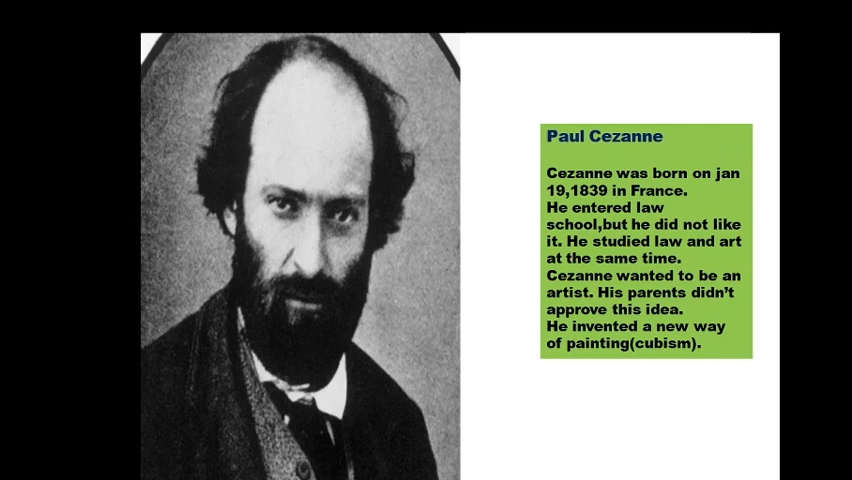 Paul Cezanne
Cezanne was born on jan
19,1839 in France.
He entered law
school,but he did not like
it. He studied law and art
at the same time.
Cezanne wanted to be an
artist. His parents didn’t
approve this idea.
He invented a new way
of painting(cubism).